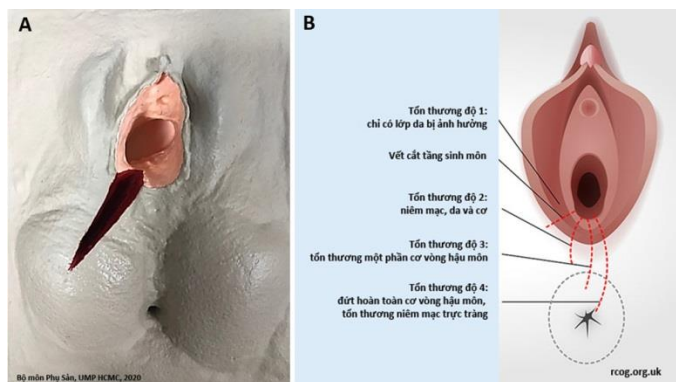 A
B
Tổn thương độ 1:
chỉ có lớp da bị ảnh hưởng
Vết cắt tầng sinh môn
Tổn thương độ 2:
niêm mạc, da và cơ
Tổn thương độ 3:
tổn thương một phần cơ vòng hậu môn
Tổn thương độ 4:
đứt hoàn toàn cơ vòng hậu môn,
tổn thương niêm mạc trực tràng
Bộ môn Phụ Sản, UMP HCMC, 2020
rcog.org.uk